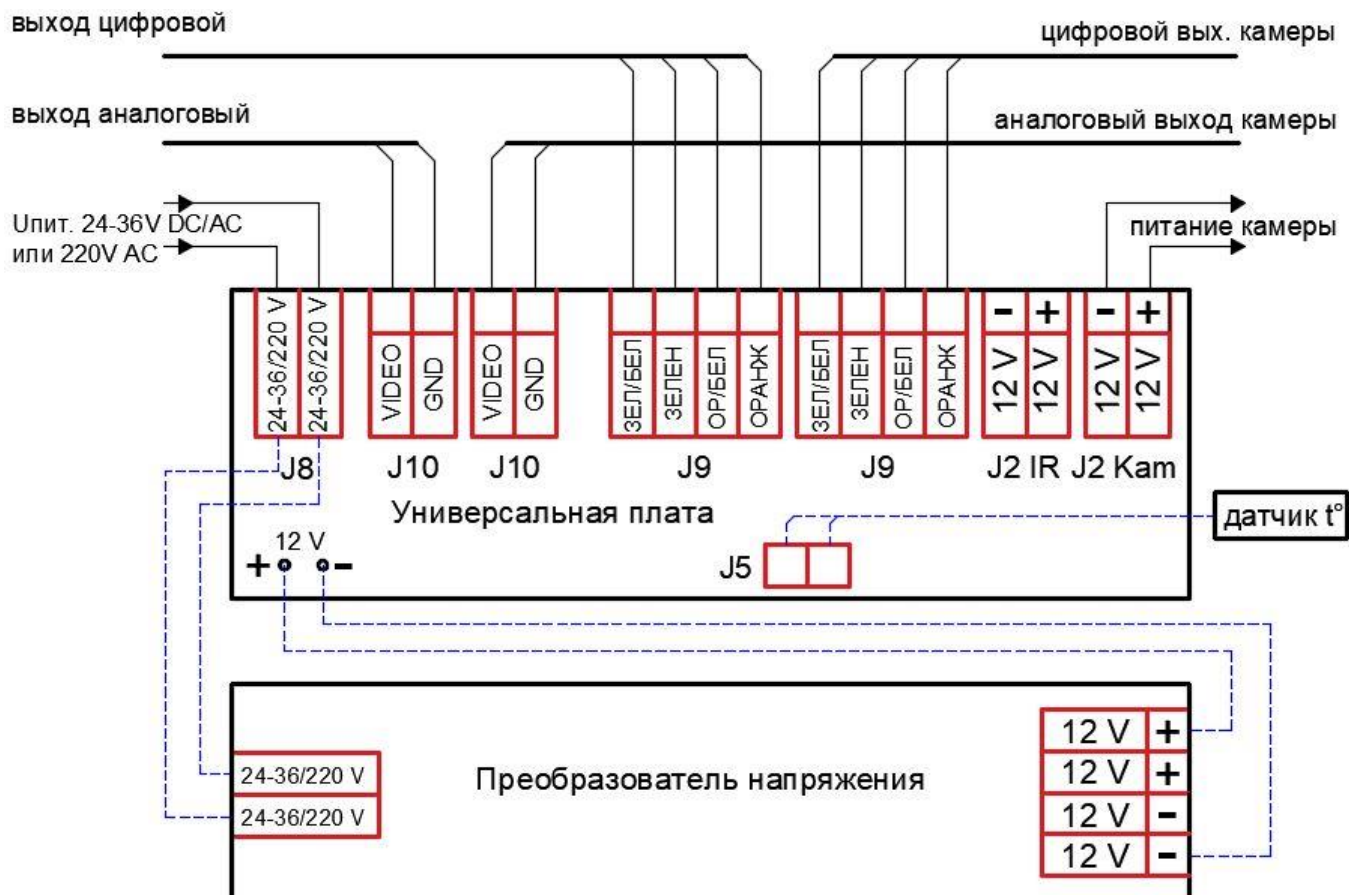 выход цифровой
цифровой вых. камеры
выход аналоговый
аналоговый выход камеры
Uпит. 24-36V DC/AC
или 220V AC
питание камеры
24-36/220 V
24-36/220 V
VIDEO
GND
VIDEO
GND
ЗЕЛ/БЕЛ
ЗЕЛЕН
ОР/БЕЛ
ОРАНЖ
ЗЕЛ/БЕЛ
ЗЕЛЕН
ОР/БЕЛ
ОРАНЖ
12 V -
12 V +
12 V -
12 V +
J8
J10
J10
J9
J9
J2 IR
J2 Kam
Универсальная плата
датчик t°
12 V
+ -
J5
12 V +
24-36/220 V
Преобразователь напряжения
12 V +
24-36/220 V
12 V -
12 V -